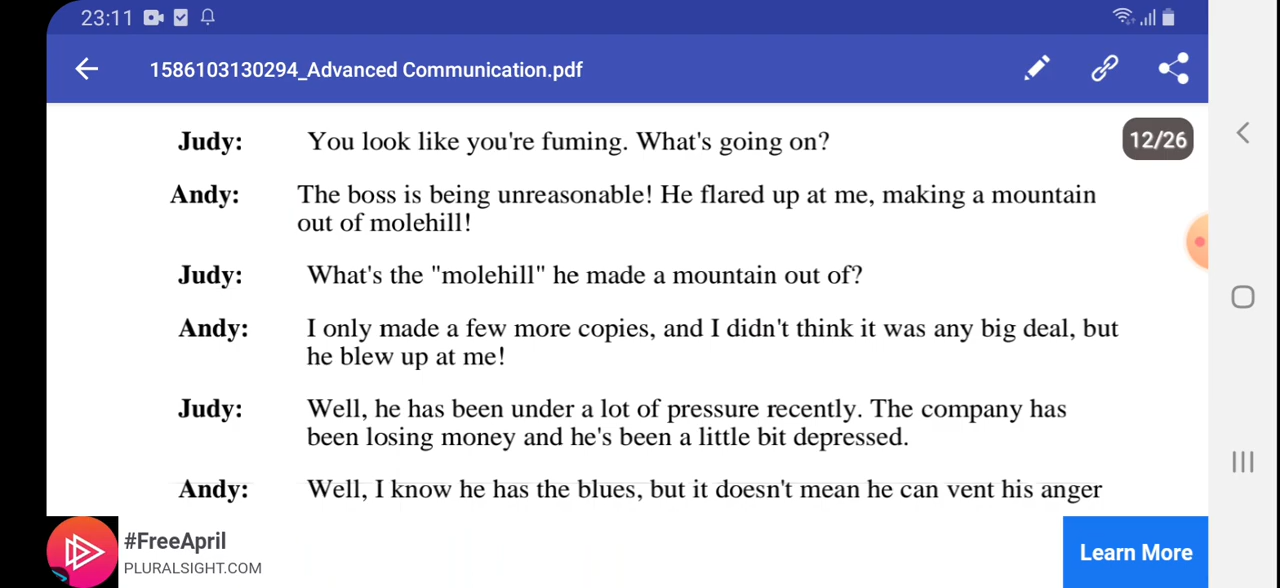 23:11
1586103130294_Advanced Communication.pdf
Judy: You look like you're fuming. What's going on?
12/26
Andy: The boss is being unreasonable! He flared up at me, making a mountain
out of molehill!
Judy: What's the "molehill" he made a mountain out of?
Andy: I only made a few more copies, and I didn't think it was any big deal, but
he blew up at me!
Judy: Well, he has been under a lot of pressure recently. The company has
been losing money and he's been a little bit depressed.
Andy: Well, I know he has the blues, but it doesn't mean he can vent his anger
#FreeApril
PLURALSIGHT.COM
Learn More